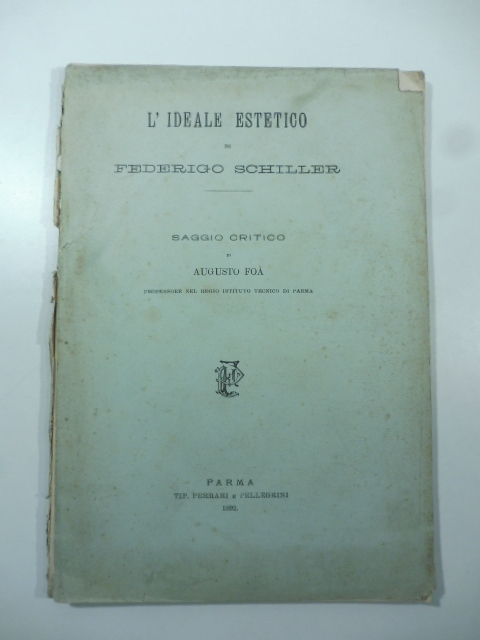 L' IDEALE ESTETICO
DI
FEDERIGO SCHILLER
SAGGIO CRITICO
DI
AUGUSTO FOÀ
PROFESSORE NEL REGIO ISTITUTO TECNICO DI PARMA
PARMA
TIP. FERRARI e PELLEGRINI
1892.